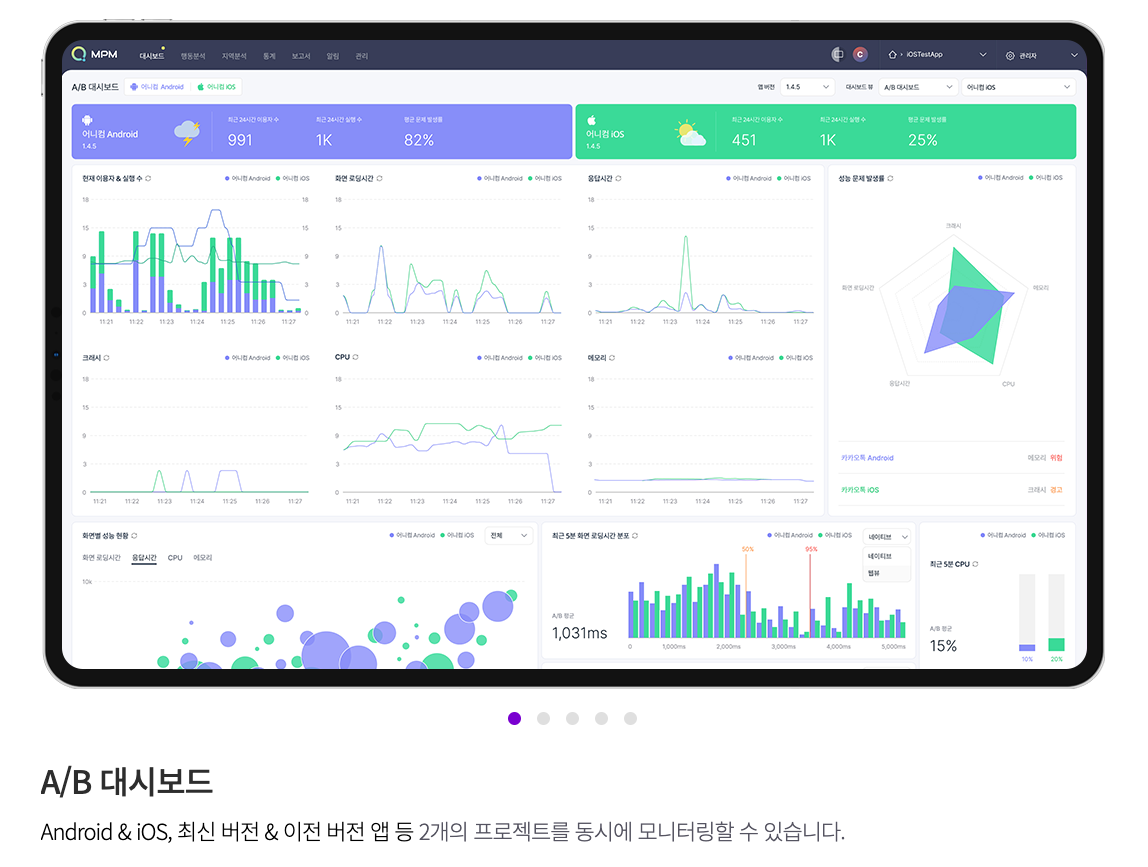 MPM 대시보드 행동분석 지역분석 통계 보고서 알림 관리 C iOSTestApp 관리자
A/B 대시보드 어니컴 Android 어니컴 iOS 앱 버전 1.4.5 대시보드 뷰 A/B 대시보드 어니컴 iOS
어니컴 Android
1.4.5
최근 24시간 이용자 수 최근 24시간 실행 수 평균 문제 발생률
991 1K 82%
어니컴 iOS
1.4.5
최근 24시간 이용자 수 최근 24시간 실행 수 평균 문제 발생률
451 1K 25%
현재 이용자 & 실행 수 어니컴 Android 어니컴 iOS
18 18
15 15
9 9
3 3
0 0
11:21 11:22 11:23 11:24 11:25 11:26 11:27
화면 로딩시간 어니컴 Android 어니컴 iOS
18
15
9
3
0
11:21 11:22 11:23 11:24 11:25 11:26 11:27
응답시간 어니컴 Android 어니컴 iOS
18
15
9
3
0
11:21 11:22 11:23 11:24 11:25 11:26 11:27
성능 문제 발생률 어니컴 Android 어니컴 iOS
크래시
화면 로딩시간 메모리
응답시간 CPU
카카오톡 Android 메모리 위험
카카오톡 iOS 크래시 경고
크래시 어니컴 Android 어니컴 iOS
18
15
9
3
0
11:21 11:22 11:23 11:24 11:25 11:26 11:27
CPU 어니컴 Android 어니컴 iOS
18
15
9
3
0
11:21 11:22 11:23 11:24 11:25 11:26 11:27
메모리 어니컴 Android 어니컴 iOS
18
15
9
3
0
11:21 11:22 11:23 11:24 11:25 11:26 11:27
화면별 성능 현황 어니컴 Android 어니컴 iOS 전체
화면 로딩시간 응답시간 CPU 메모리
10k
최근 5분 화면 로딩시간 분포 어니컴 Android 어니컴 iOS 네이티브
네이티브
웹뷰
50% 95%
A/B 평균
1,031ms
0 1,000ms 2,000ms 3,000ms 4,000ms 5,000ms
어니컴 Android 어니컴 iOS
최근 5분 CPU
A/B 평균
15%
10% 20%
A/B 대시보드
Android & iOS, 최신 버전 & 이전 버전 앱 등 2개의 프로젝트를 동시에 모니터링할 수 있습니다.